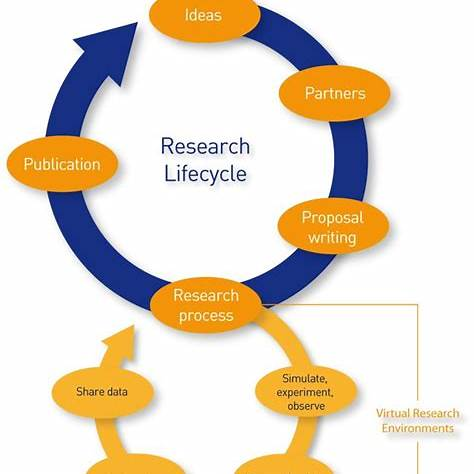 Ideas
Partners
Research
Lifecycle
Publication
Proposal
writing
Research
process
Share data
Simulate,
experiment,
observe
Virtual Research
Environments